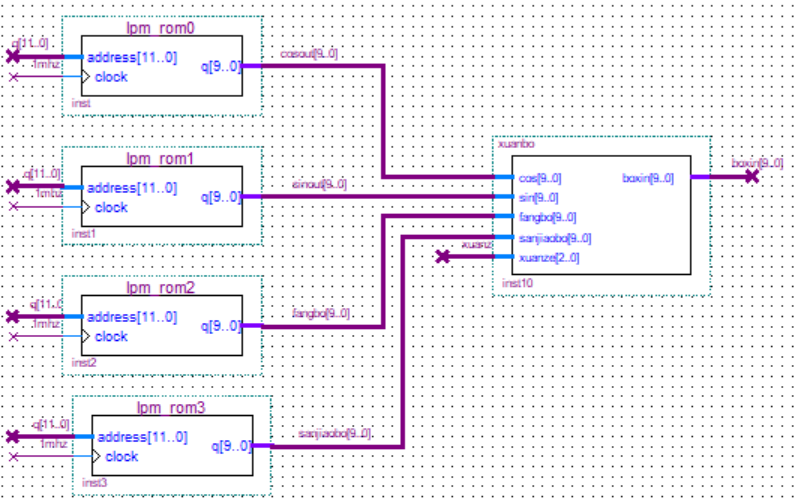 lpm_rom0
q[11..0]
address[11..0]
1mhz
clock
q[9..0]
cosout[9..0]
inst
lpm_rom1
q[11..0]
address[11..0]
1mhz
clock
q[9..0]
sinout[9..0]
inst1
lpm_rom2
q[11..0
address[11..0]
1mhz
clock
q[9..0]
fangbo[9..0]
inst2
lpm_rom3
q[11..0]
address[11..0]
1mhz
clock
q[9..0]
sanjiaobo[9..0]
inst3
xuanbo
cos[9..0]
sin[9..0]
fangbo[9..0]
sanjiaobo[9..0]
xuanz
xuanze[2..0]
boxin[9..0]
boxin[9..0]
inst10